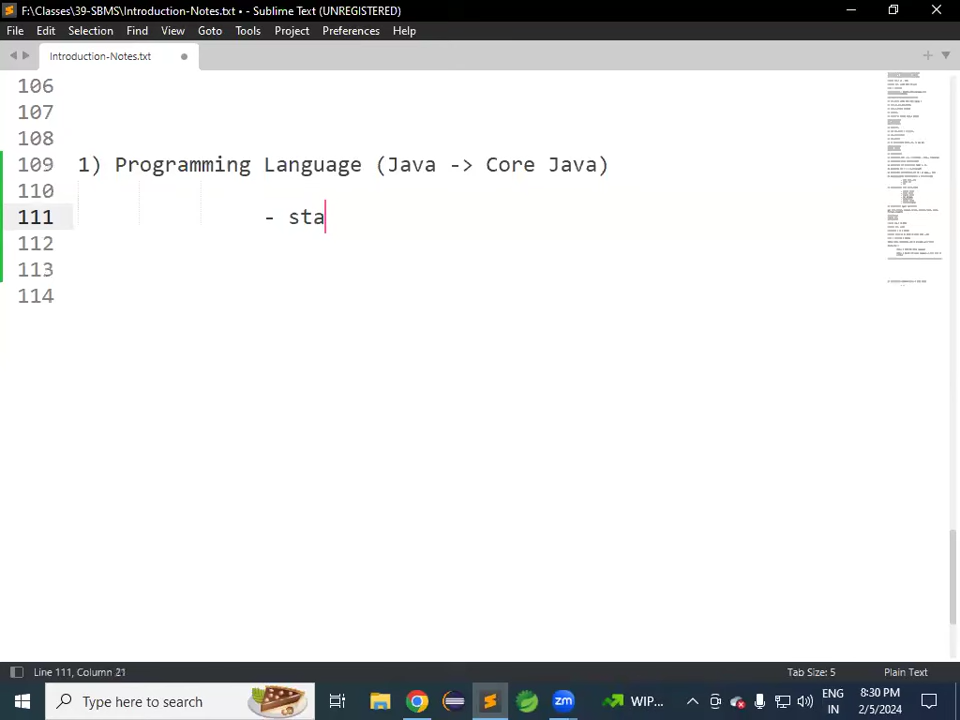 F:\Classes\39-SBMS\Introduction-Notes.txt • - Sublime Text (UNREGISTERED)
File Edit Selection Find View Goto Tools Project Preferences Help
Introduction-Notes.txt
106
107
108
109 1) Programming Language (Java -> Core Java)
110
111 - sta
112
113
114
Line 111, Column 21 Tab Size: 5 Plain Text
Type here to search
zm
WIP...
ENG
IN
8:30 PM
2/5/2024